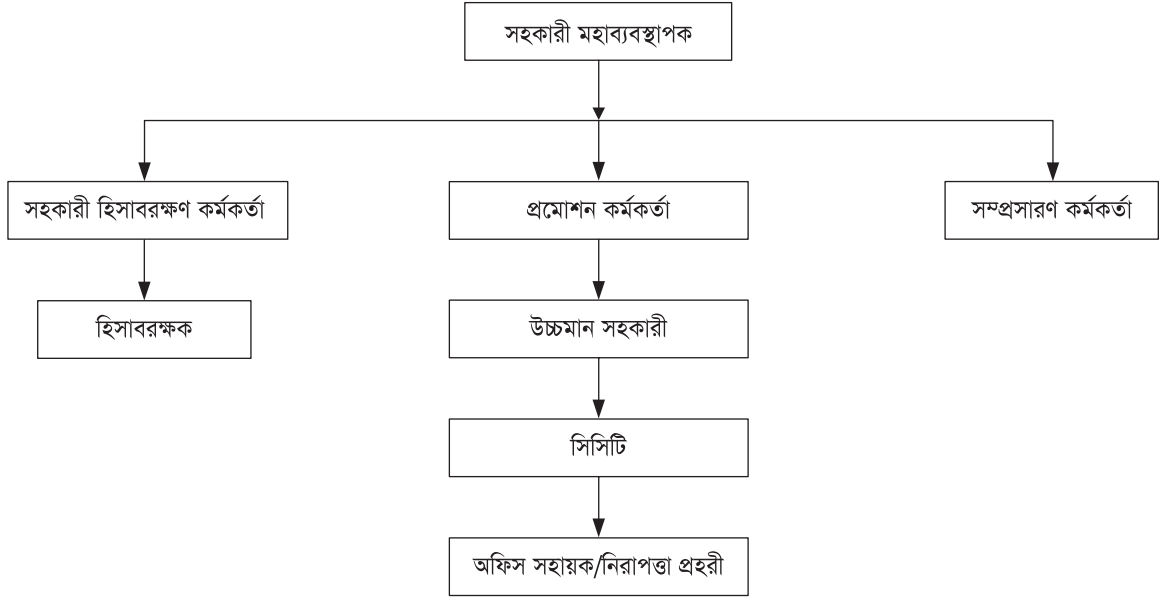 সহকারী মহাব্যবস্থাপক
সহকারী হিসাবরক্ষণ কর্মকর্তা
প্রমোশন কর্মকর্তা
সম্প্রসারণ কর্মকর্তা
হিসাবরক্ষক
উচ্চমান সহকারী
সিসিটি
অফিস সহায়ক/নিরাপত্তা প্রহরী